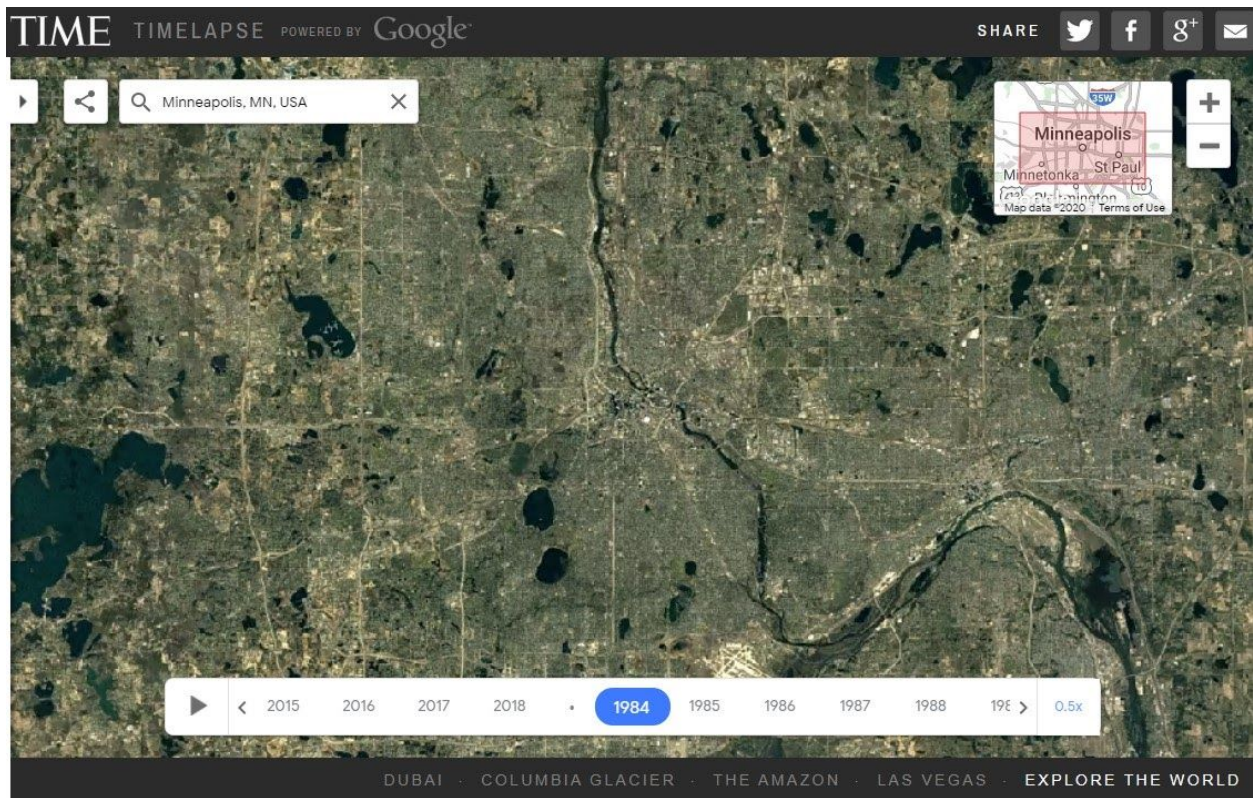 TIME TIMELAPSE POWERED BY Google
SHARE f g+
Minneapolis, MN, USA
35W
Minneapolis
St Paul
Minnetonka
10
Map data ©2020 Terms of Use
2015 2016 2017 2018 1984 1985 1986 1987 1988 0.5x
DUBAI · COLUMBIA GLACIER · THE AMAZON · LAS VEGAS · EXPLORE THE WORLD